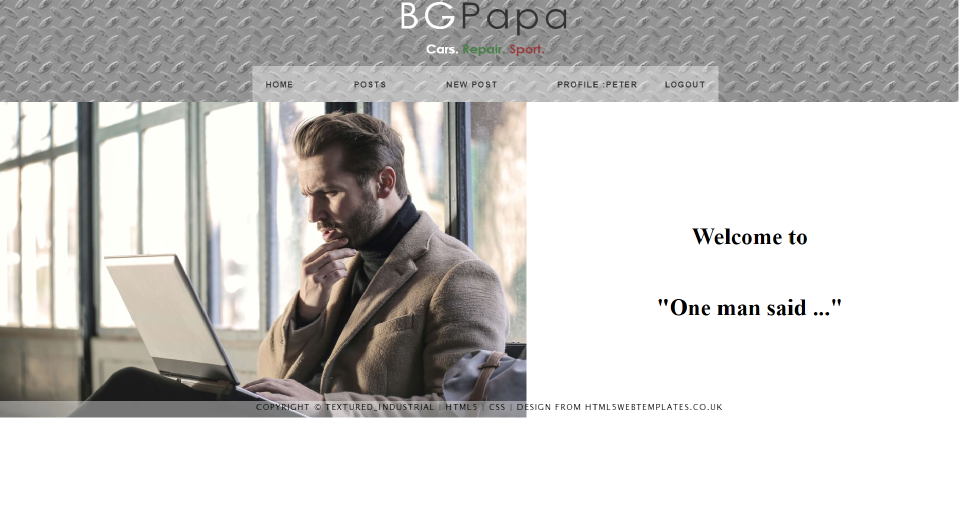 BGPapa
Cars. Repair. Sport.
HOME POSTS NEW POST PROFILE :PETER LOGOUT
Welcome to
"One man said ..."
COPYRIGHT © TEXTURED_INDUSTRIAL | HTML5 | CSS | DESIGN FROM HTML5WEBTEMPLATES.CO.UK